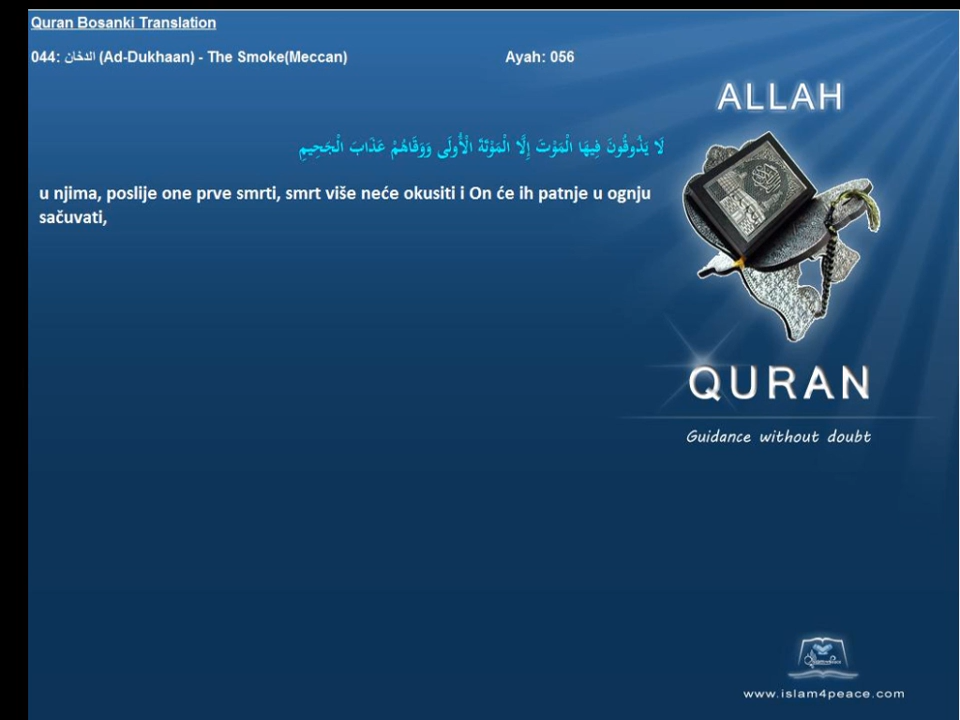 Quran Bosanki Translation
044: الدخان (Ad-Dukhaan) - The Smoke(Meccan)
Ayah: 056
ALLAH
لَا يَذُوقُونَ فِيهَا الْمَوْتَ إِلَّا الْمَوْتَةَ الْأُولَى وَوَقَاهُمْ عَذَابَ الْجَحِيمِ
u njima, poslije one prve smrti, smrt više neće okusiti i On će ih patnje u ognju
sačuvati,
QURAN
Guidance without doubt
www.islam4peace.com